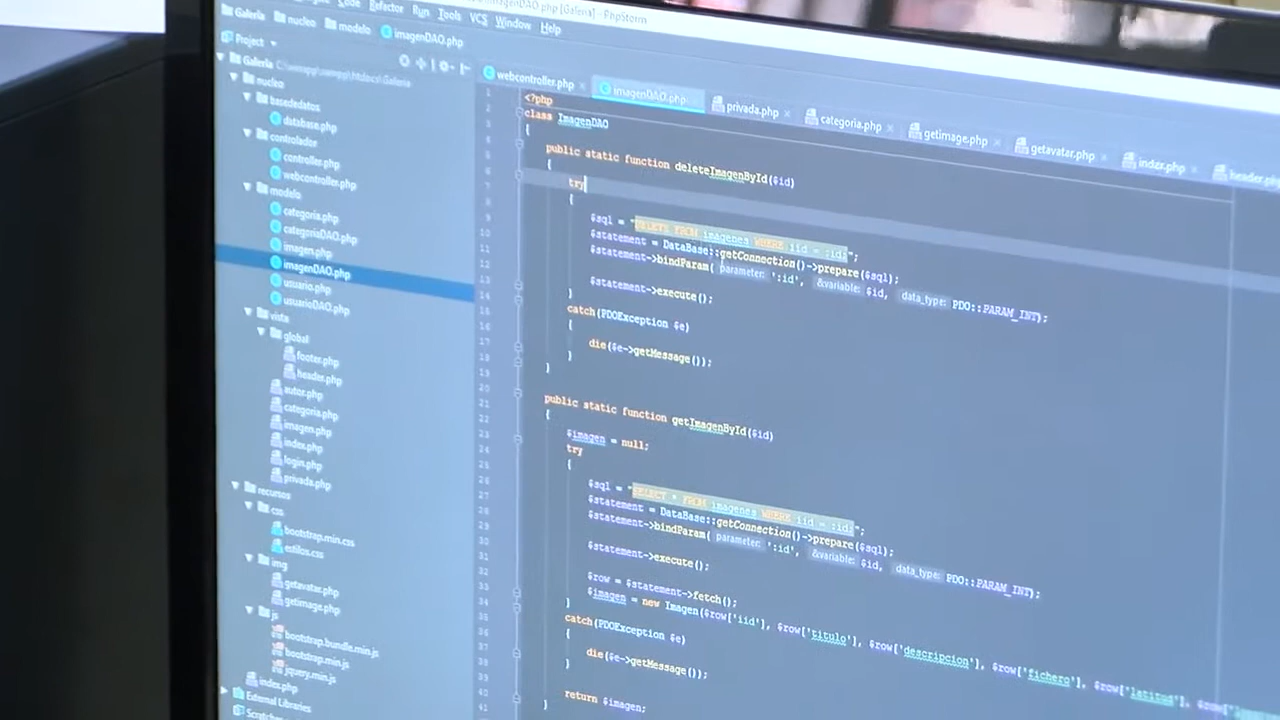 Code Refactor Run Tools VCS Window Help
imagenDAO.php [Galeria] - PhpStorm
Galeria nucleo modelo imagenDAO.php
Project
Galeria
nucleo
basededatos
database.php
controlador
controller.php
webcontroller.php
modelo
categoria.php
categoriaDAO.php
imagen.php
imagenDAO.php
usuario.php
usuarioDAO.php
vista
global
footer.php
header.php
autor.php
categoria.php
imagen.php
index.php
login.php
privada.php
recursos
css
bootstrap.min.css
estilos.css
img
getavatar.php
getimage.php
js
bootstrap.bundle.min.js
bootstrap.min.js
jquery.min.js
index.php
External Libraries
webcontroller.php imagenDAO.php privada.php categoria.php getimage.php getavatar.php index.php header.php
<?php
class ImagenDAO
{
public static function deleteImagenById($id)
{
try
{
$sql = "DELETE FROM imagenes WHERE iid = :id;";
$statement = DataBase::getConnection()->prepare($sql);
$statement->bindParam( parameter: ':id', &variable: $id, data_type: PDO::PARAM_INT);
$statement->execute();
}
catch(PDOException $e)
{
die($e->getMessage());
}
}
public static function getImagenById($id)
{
$imagen = null;
try
{
$sql = "SELECT * FROM imagenes WHERE iid = :id;";
$statement = DataBase::getConnection()->prepare($sql);
$statement->bindParam( parameter: ':id', &variable: $id, data_type: PDO::PARAM_INT);
$statement->execute();
$row = $statement->fetch();
$imagen = new Imagen($row['iid'], $row['titulo'], $row['descripcion'], $row['fichero'], $row['latitud'],
}
catch(PDOException $e)
{
die($e->getMessage());
}
return $imagen;
}